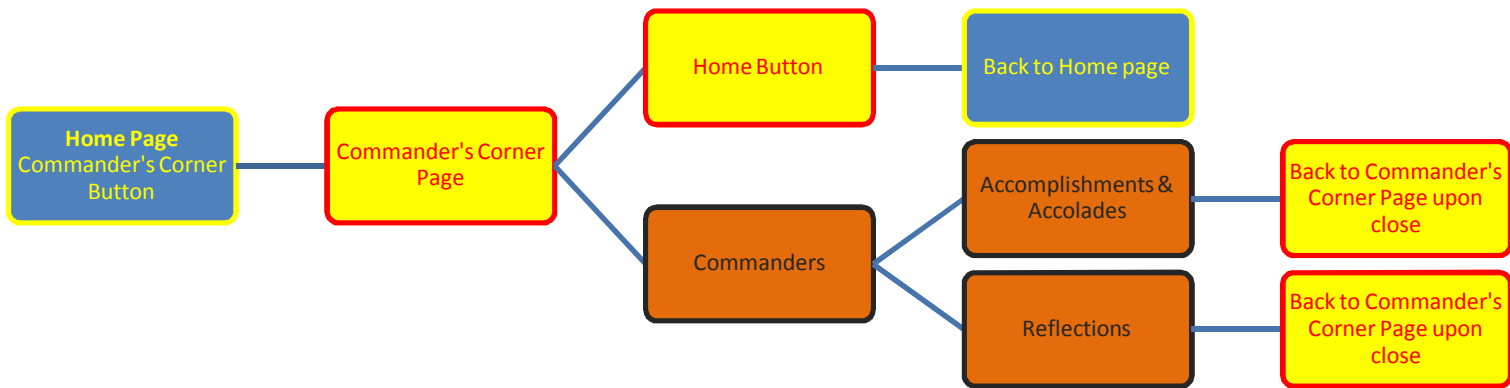 Home Page
Commander's Corner
Button
Commander's Corner
Page
Home Button
Back to Home page
Commanders
Accomplishments &
Accolades
Back to Commander's
Corner Page upon
close
Reflections
Back to Commander's
Corner Page upon
close